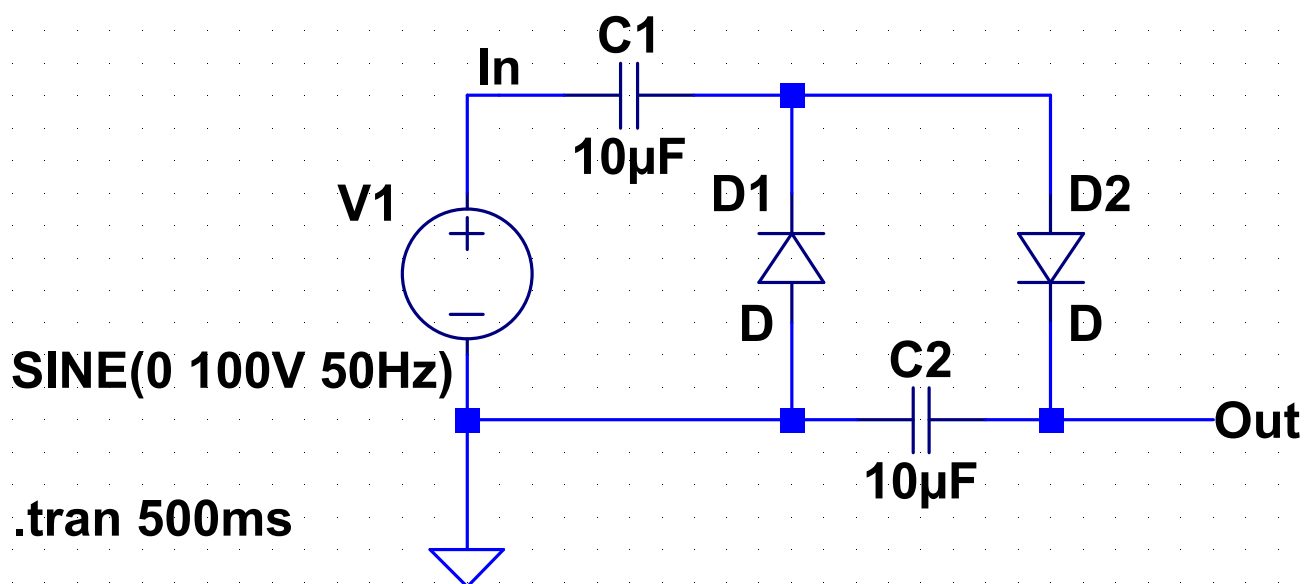 C1
In
10µF
D1
D2
V1
D
D
C2
SINE(0 100V 50Hz)
Out
10µF
.tran 500ms